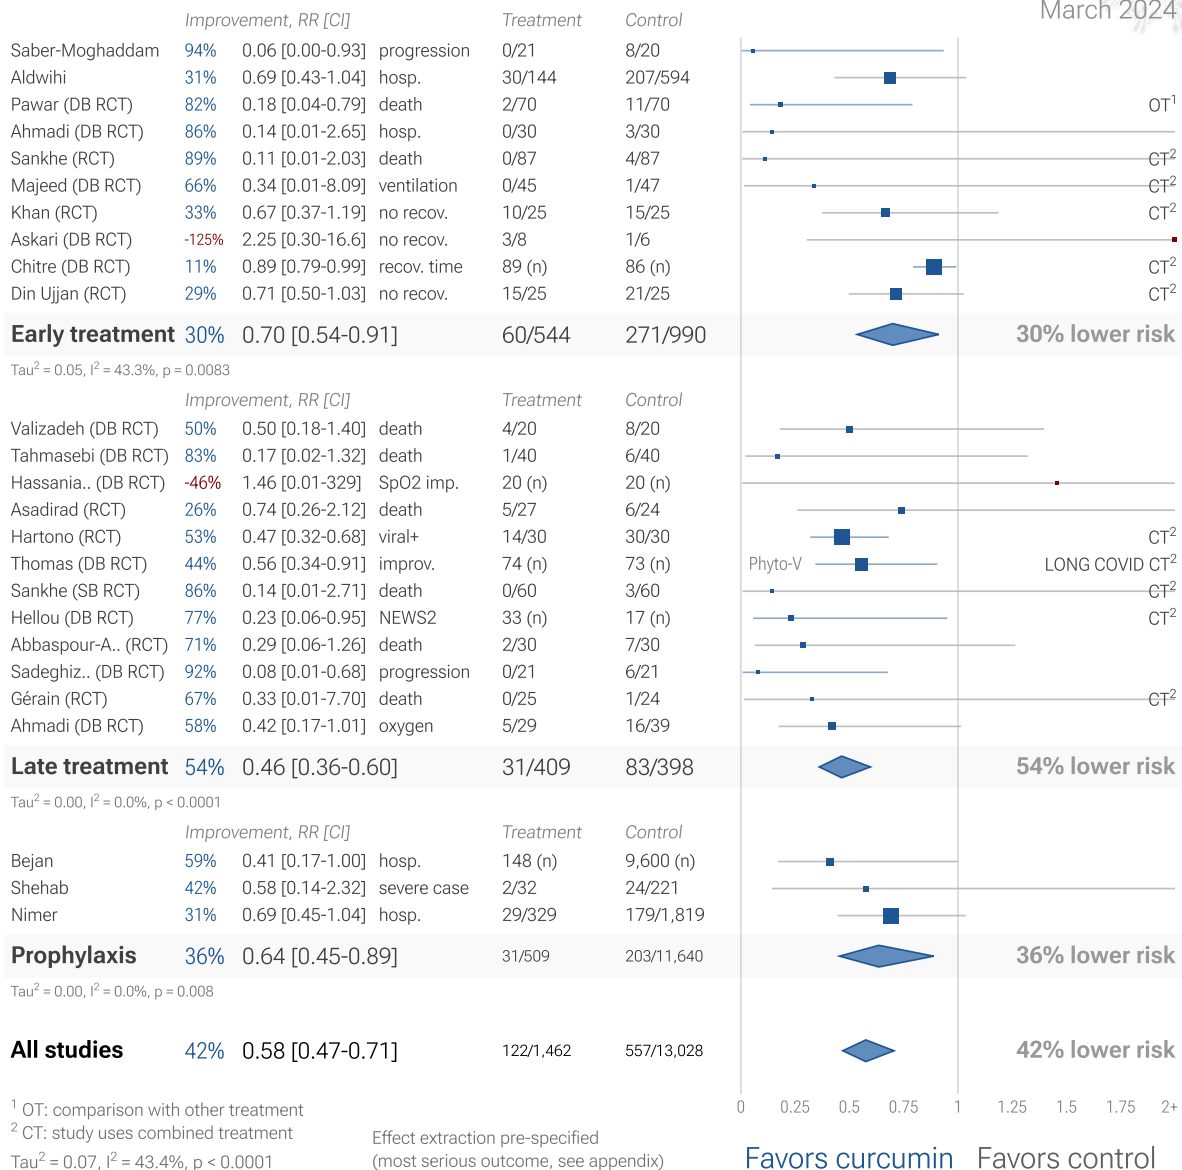 March 2024
Improvement, RR [CI] Treatment Control
Saber-Moghaddam 94% 0.06 [0.00-0.93] progression 0/21 8/20
Aldwihi 31% 0.69 [0.43-1.04] hosp. 30/144 207/594
Pawar (DB RCT) 82% 0.18 [0.04-0.79] death 2/70 11/70 OT¹
Ahmadi (DB RCT) 86% 0.14 [0.01-2.65] hosp. 0/30 3/30
Sankhe (RCT) 89% 0.11 [0.01-2.03] death 0/87 4/87 CT²
Majeed (DB RCT) 66% 0.34 [0.01-8.09] ventilation 0/45 1/47 CT²
Khan (RCT) 33% 0.67 [0.37-1.19] no recov. 10/25 15/25 CT²
Askari (DB RCT) -125% 2.25 [0.30-16.6] no recov. 3/8 1/6
Chitre (DB RCT) 11% 0.89 [0.79-0.99] recov. time 89 (n) 86 (n) CT²
Din Ujjan (RCT) 29% 0.71 [0.50-1.03] no recov. 15/25 21/25 CT²
Early treatment 30% 0.70 [0.54-0.91] 60/544 271/990 30% lower risk
Tau² = 0.05, I² = 43.3%, p = 0.0083
Improvement, RR [CI] Treatment Control
Valizadeh (DB RCT) 50% 0.50 [0.18-1.40] death 4/20 8/20
Tahmasebi (DB RCT) 83% 0.17 [0.02-1.32] death 1/40 6/40
Hassania.. (DB RCT) -46% 1.46 [0.01-329] SpO2 imp. 20 (n) 20 (n)
Asadirad (RCT) 26% 0.74 [0.26-2.12] death 5/27 6/24
Hartono (RCT) 53% 0.47 [0.32-0.68] viral+ 14/30 30/30 CT²
Thomas (DB RCT) 44% 0.56 [0.34-0.91] improv. 74 (n) 73 (n) Phyto-V LONG COVID CT²
Sankhe (SB RCT) 86% 0.14 [0.01-2.71] death 0/60 3/60 CT²
Hellou (DB RCT) 77% 0.23 [0.06-0.95] NEWS2 33 (n) 17 (n) CT²
Abbaspour-A.. (RCT) 71% 0.29 [0.06-1.26] death 2/30 7/30
Sadeghiz.. (DB RCT) 92% 0.08 [0.01-0.68] progression 0/21 6/21
Gérain (RCT) 67% 0.33 [0.01-7.70] death 0/25 1/24 CT²
Ahmadi (DB RCT) 58% 0.42 [0.17-1.01] oxygen 5/29 16/39
Late treatment 54% 0.46 [0.36-0.60] 31/409 83/398 54% lower risk
Tau² = 0.00, I² = 0.0%, p < 0.0001
Improvement, RR [CI] Treatment Control
Bejan 59% 0.41 [0.17-1.00] hosp. 148 (n) 9,600 (n)
Shehab 42% 0.58 [0.14-2.32] severe case 2/32 24/221
Nimer 31% 0.69 [0.45-1.04] hosp. 29/329 179/1,819
Prophylaxis 36% 0.64 [0.45-0.89] 31/509 203/11,640 36% lower risk
Tau² = 0.00, I² = 0.0%, p = 0.008
All studies 42% 0.58 [0.47-0.71] 122/1,462 557/13,028 42% lower risk
0 0.25 0.5 0.75 1 1.25 1.5 1.75 2+
¹ OT: comparison with other treatment
² CT: study uses combined treatment
Tau² = 0.07, I² = 43.4%, p < 0.0001
Effect extraction pre-specified
(most serious outcome, see appendix)
Favors curcumin Favors control